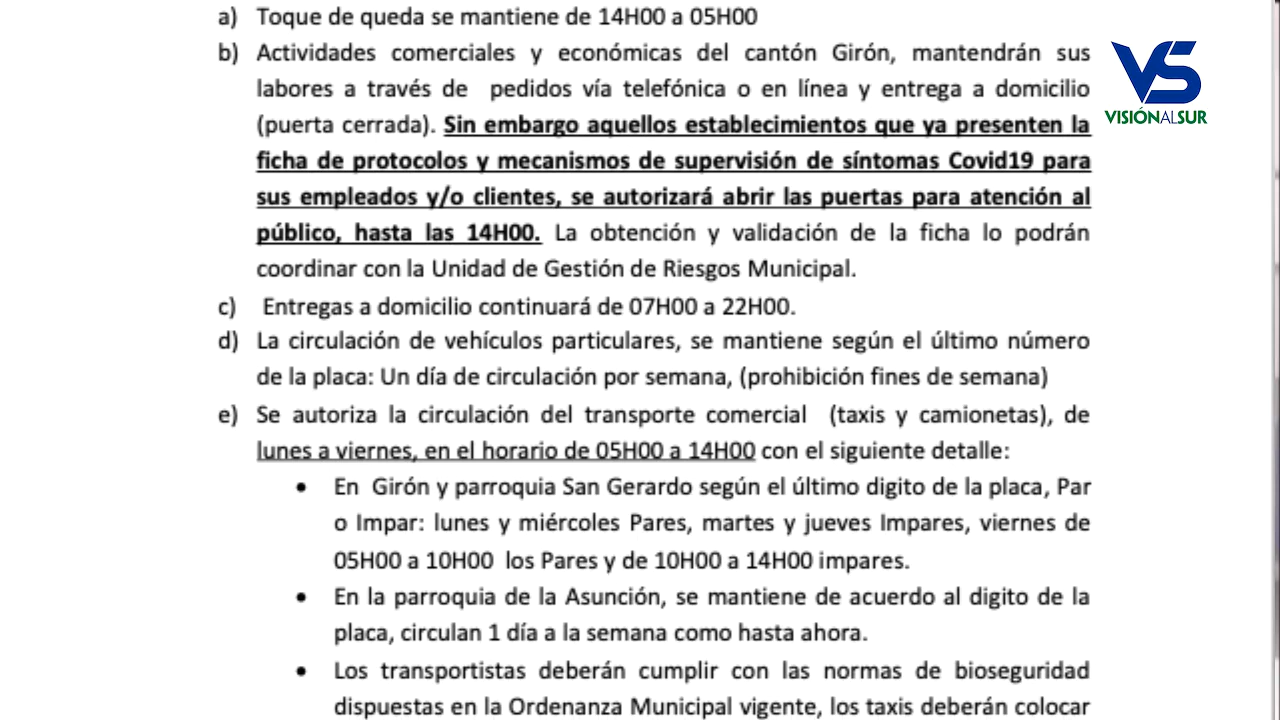 a) Toque de queda se mantiene de 14H00 a 05H00
b) Actividades comerciales y económicas del cantón Girón, mantendrán sus
labores a través de pedidos vía telefónica o en línea y entrega a domicilio
(puerta cerrada). Sin embargo aquellos establecimientos que ya presenten la
ficha de protocolos y mecanismos de supervisión de síntomas Covid19 para
sus empleados y/o clientes, se autorizará abrir las puertas para atención al
público, hasta las 14H00. La obtención y validación de la ficha lo podrán
coordinar con la Unidad de Gestión de Riesgos Municipal.
c) Entregas a domicilio continuará de 07H00 a 22H00.
d) La circulación de vehículos particulares, se mantiene según el último número
de la placa: Un día de circulación por semana, (prohibición fines de semana)
e) Se autoriza la circulación del transporte comercial (taxis y camionetas), de
lunes a viernes, en el horario de 05H00 a 14H00 con el siguiente detalle:
• En Girón y parroquia San Gerardo según el último digito de la placa, Par
o Impar: lunes y miércoles Pares, martes y jueves Impares, viernes de
05H00 a 10H00 los Pares y de 10H00 a 14H00 impares.
• En la parroquia de la Asunción, se mantiene de acuerdo al digito de la
placa, circulan 1 día a la semana como hasta ahora.
• Los transportistas deberán cumplir con las normas de bioseguridad
dispuestas en la Ordenanza Municipal vigente, los taxis deberán colocar
VS
VISIÓNALSUR